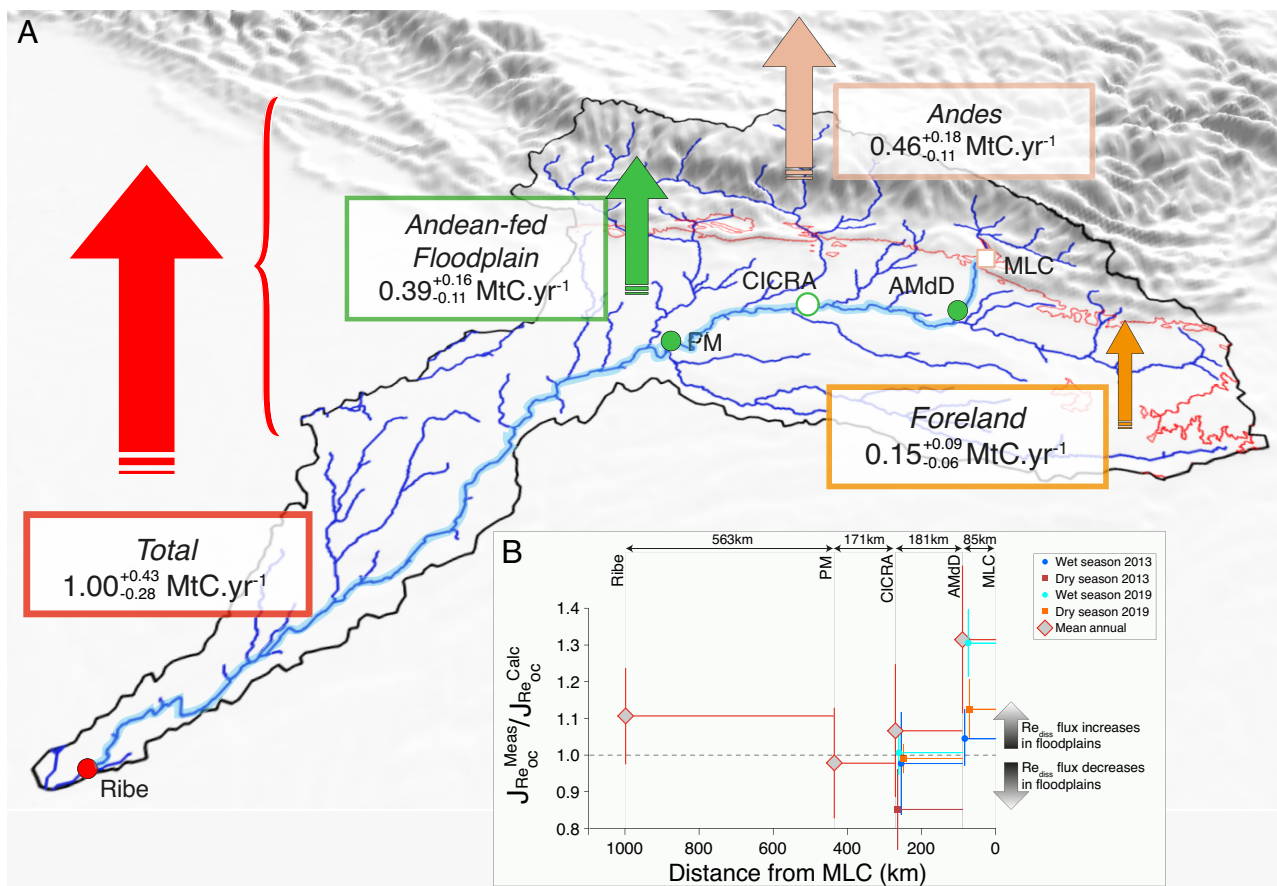 A
Andes
0.46+0.18-0.11 MtC.yr-1
Andean-fed
Floodplain
0.39+0.16-0.11 MtC.yr-1
CICRA
AMdD
MLC
PM
Foreland
0.15+0.09-0.06 MtC.yr-1
Total
1.00+0.43-0.28 MtC.yr-1
Ribe
B
563km
171km
181km
85km
Ribe
PM
CICRA
AMdD
MLC
Wet season 2013
Dry season 2013
Wet season 2019
Dry season 2019
Mean annual
1.4
1.3
1.2
1.1
1.0
0.9
0.8
JReocMeas/JReocCalc
Rediss flux increases
in floodplains
Rediss flux decreases
in floodplains
1000
800
600
400
200
0
Distance from MLC (km)